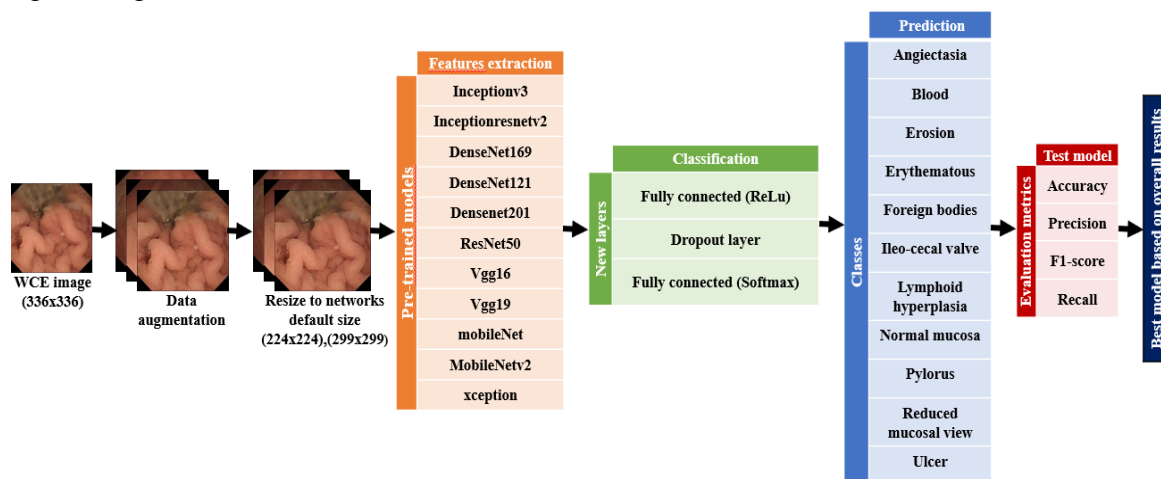 WCE image
(336x336)
Data
augmentation
Resize to networks
default size
(224x224),(299x299)
Pre-trained models
Features extraction
Inceptionv3
Inceptionresnetv2
DenseNet169
DenseNet121
Densenet201
ResNet50
Vgg16
Vgg19
mobileNet
MobileNetv2
xception
New layers
Classification
Fully connected (ReLu)
Dropout layer
Fully connected (Softmax)
Classes
Prediction
Angiectasia
Blood
Erosion
Erythematous
Foreign bodies
Ileo-cecal valve
Lymphoid
hyperplasia
Normal mucosa
Pylorus
Reduced
mucosal view
Ulcer
Evaluation metrics
Test model
Accuracy
Precision
F1-score
Recall
Best model based on overall results